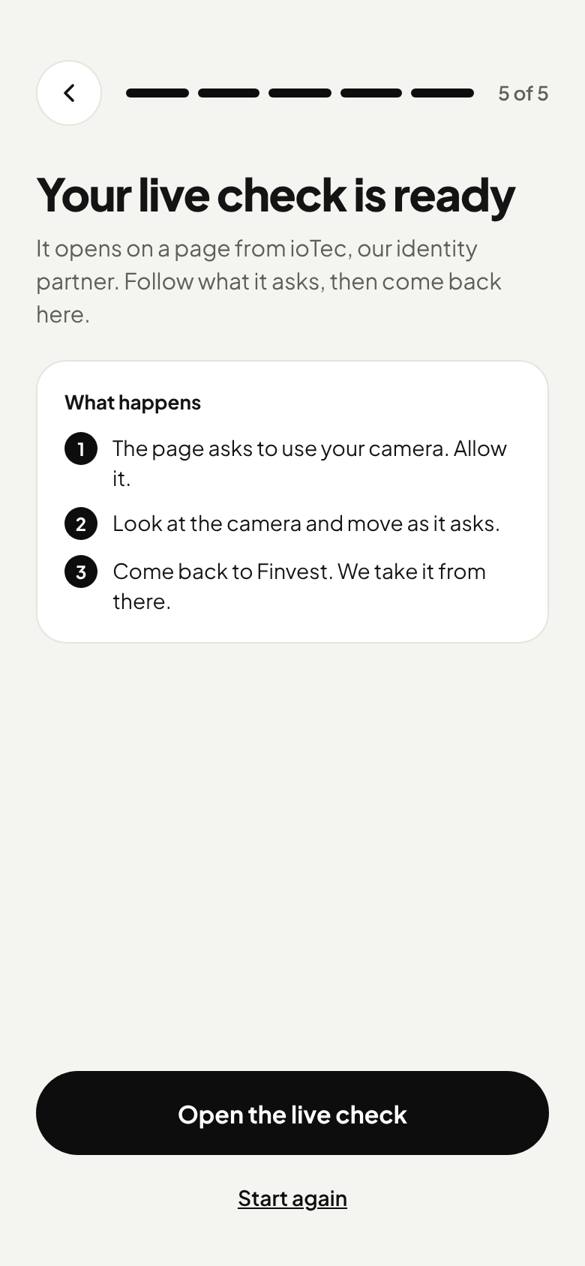 5 of 5
Your live check is ready
It opens on a page from ioTec, our identity
partner. Follow what it asks, then come back
here.
What happens
1 The page asks to use your camera. Allow
it.
2 Look at the camera and move as it asks.
3 Come back to Finvest. We take it from
there.
Open the live check
Start again